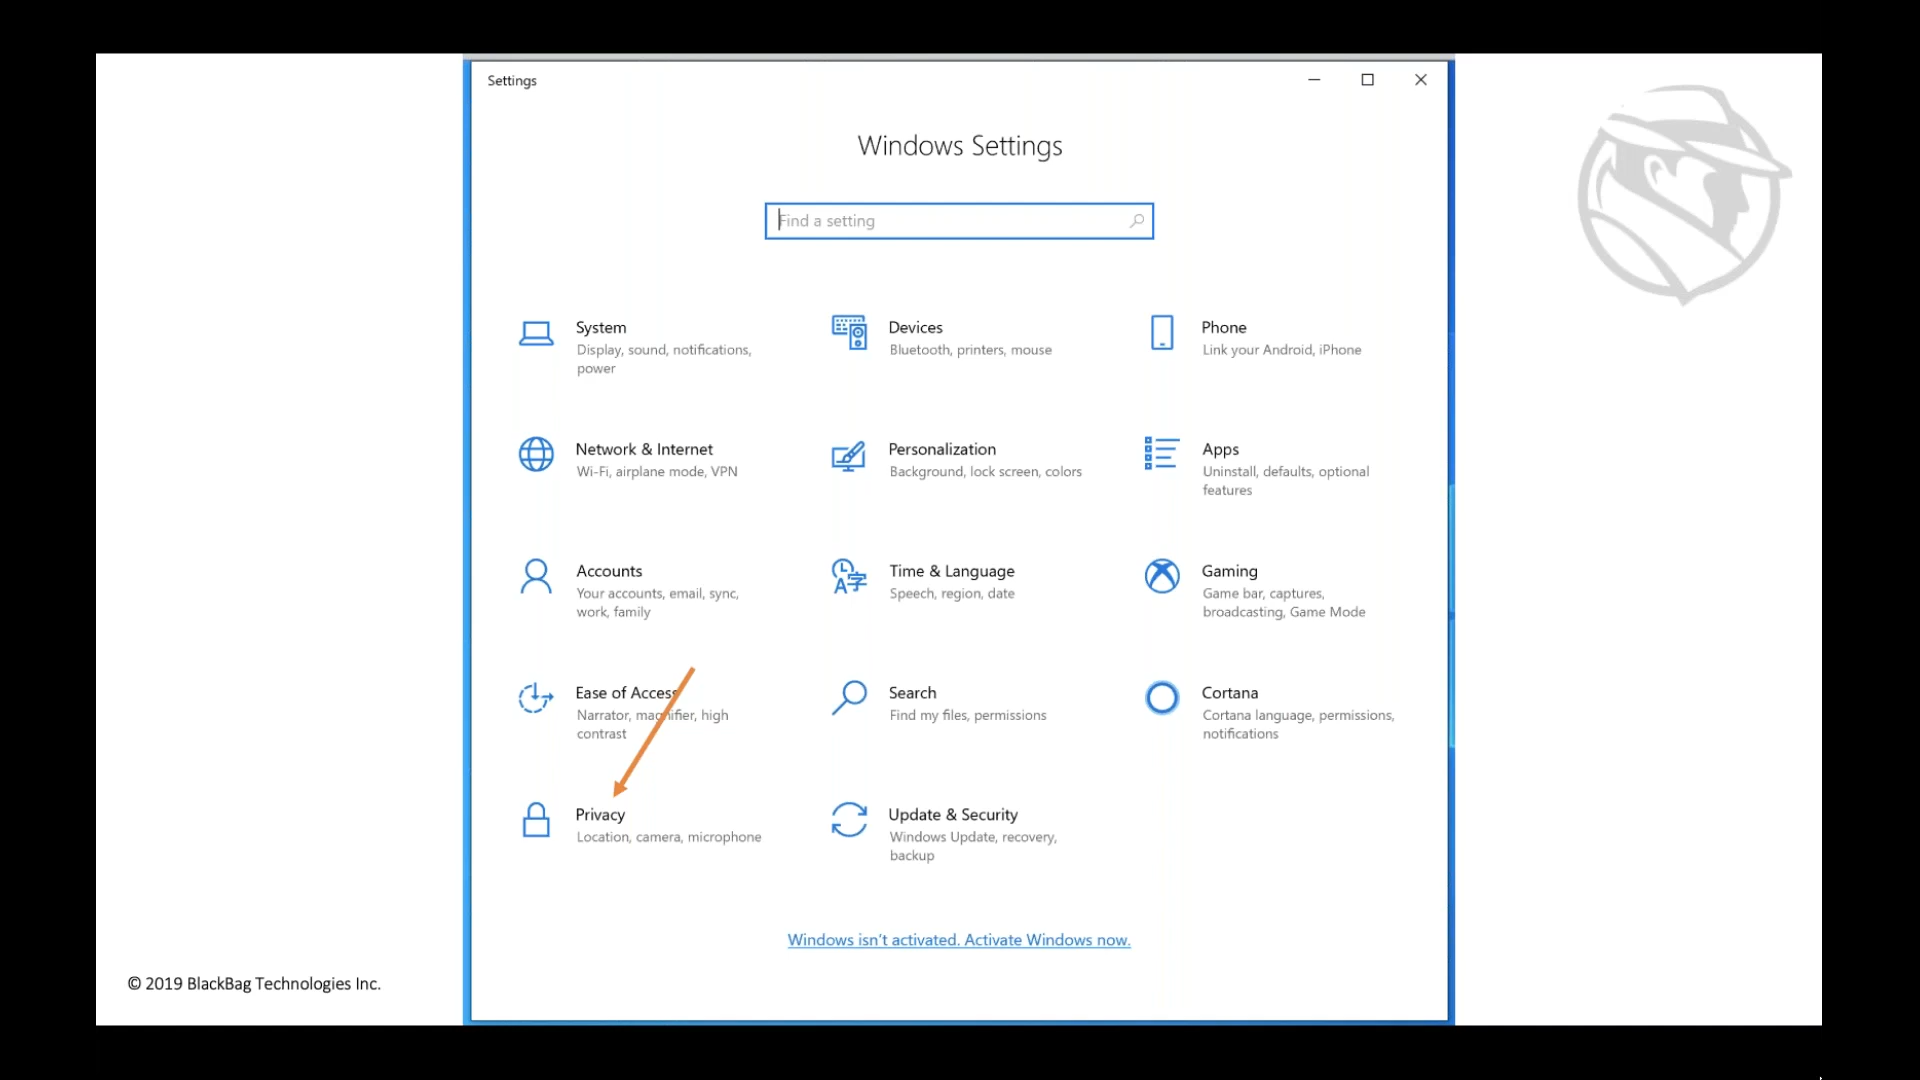 Settings
Windows Settings
Find a setting
System
Display, sound, notifications,
power
Devices
Bluetooth, printers, mouse
Phone
Link your Android, iPhone
Network & Internet
Wi-Fi, airplane mode, VPN
Personalization
Background, lock screen, colors
Apps
Uninstall, defaults, optional
features
Accounts
Your accounts, email, sync,
work, family
Time & Language
Speech, region, date
Gaming
Game bar, captures,
broadcasting, Game Mode
Ease of Access
Narrator, magnifier, high
contrast
Search
Find my files, permissions
Cortana
Cortana language, permissions,
notifications
Privacy
Location, camera, microphone
Update & Security
Windows Update, recovery,
backup
Windows isn't activated. Activate Windows now.
© 2019 BlackBag Technologies Inc.